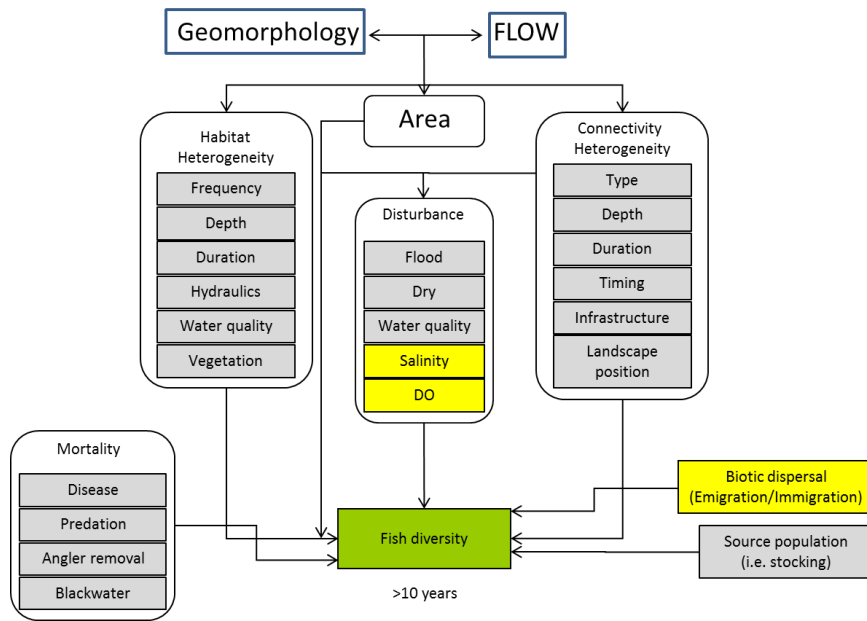 Geomorphology
FLOW
Area
Habitat
Heterogeneity
Frequency
Depth
Duration
Hydraulics
Water quality
Vegetation
Disturbance
Flood
Dry
Water quality
Salinity
DO
Connectivity
Heterogeneity
Type
Depth
Duration
Timing
Infrastructure
Landscape
position
Mortality
Disease
Predation
Angler removal
Blackwater
Fish diversity
>10 years
Biotic dispersal
(Emigration/Immigration)
Source population
(i.e. stocking)